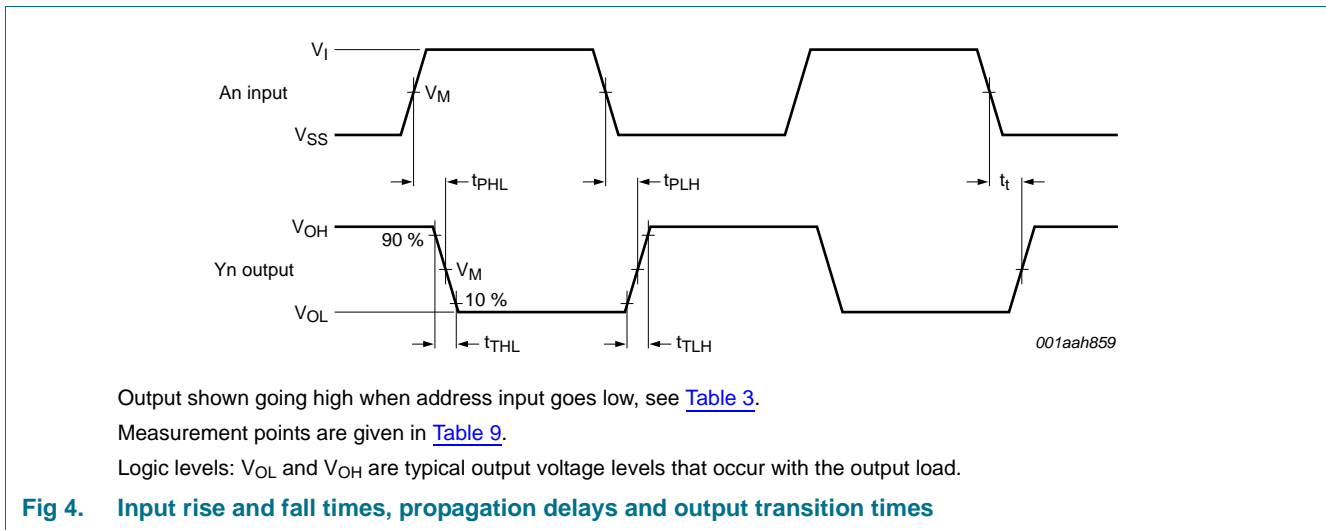 VI
An input
VM
VSS
tPHL
tPLH
tt
VOH
90 %
Yn output
VM
10 %
VOL
tTHL
tTLH
001aah859
Output shown going high when address input goes low, see Table 3.
Measurement points are given in Table 9.
Logic levels: VOL and VOH are typical output voltage levels that occur with the output load.
Fig 4. Input rise and fall times, propagation delays and output transition times